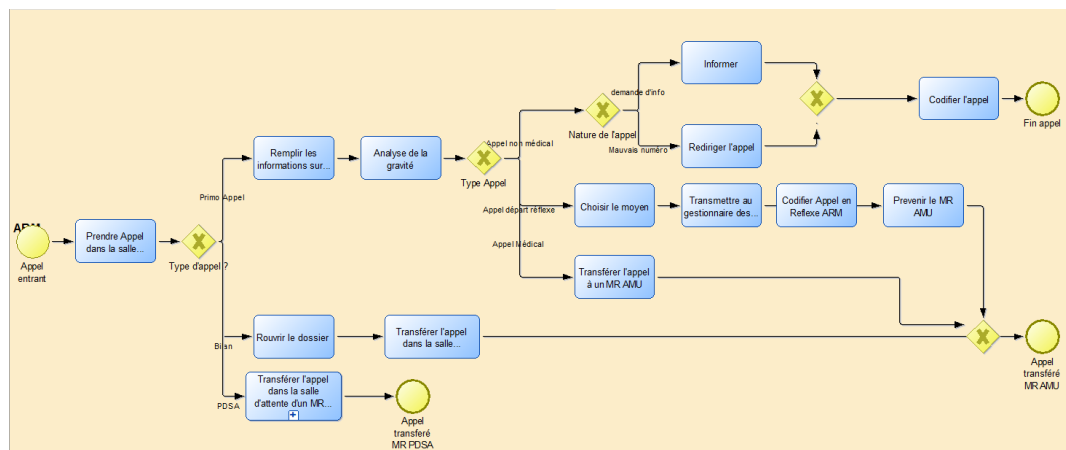 Informer
demande d'info
Nature de l'appel
Mauvais numéro
Rediriger l'appel
Codifier l'appel
Fin appel
Remplir les
informations sur...
Analyse de la
gravité
Appel non médical
Type Appel
Primo Appel
Appel départ réflexe
Choisir le moyen
Transmettre au
gestionnaire des...
Codifier Appel en
Reflexe ARM
Prevenir le MR
AMU
ARM
Appel
entrant
Prendre Appel
dans la salle...
Type d'appel ?
Appel Médical
Transférer l'appel
à un MR AMU
Bilan
Rouvrir le dossier
Transférer l'appel
dans la salle...
Appel
transféré
MR AMU
PDSA
Transférer l'appel
dans la salle
d'attente d'un MR...
Appel
transferé
MR PDSA